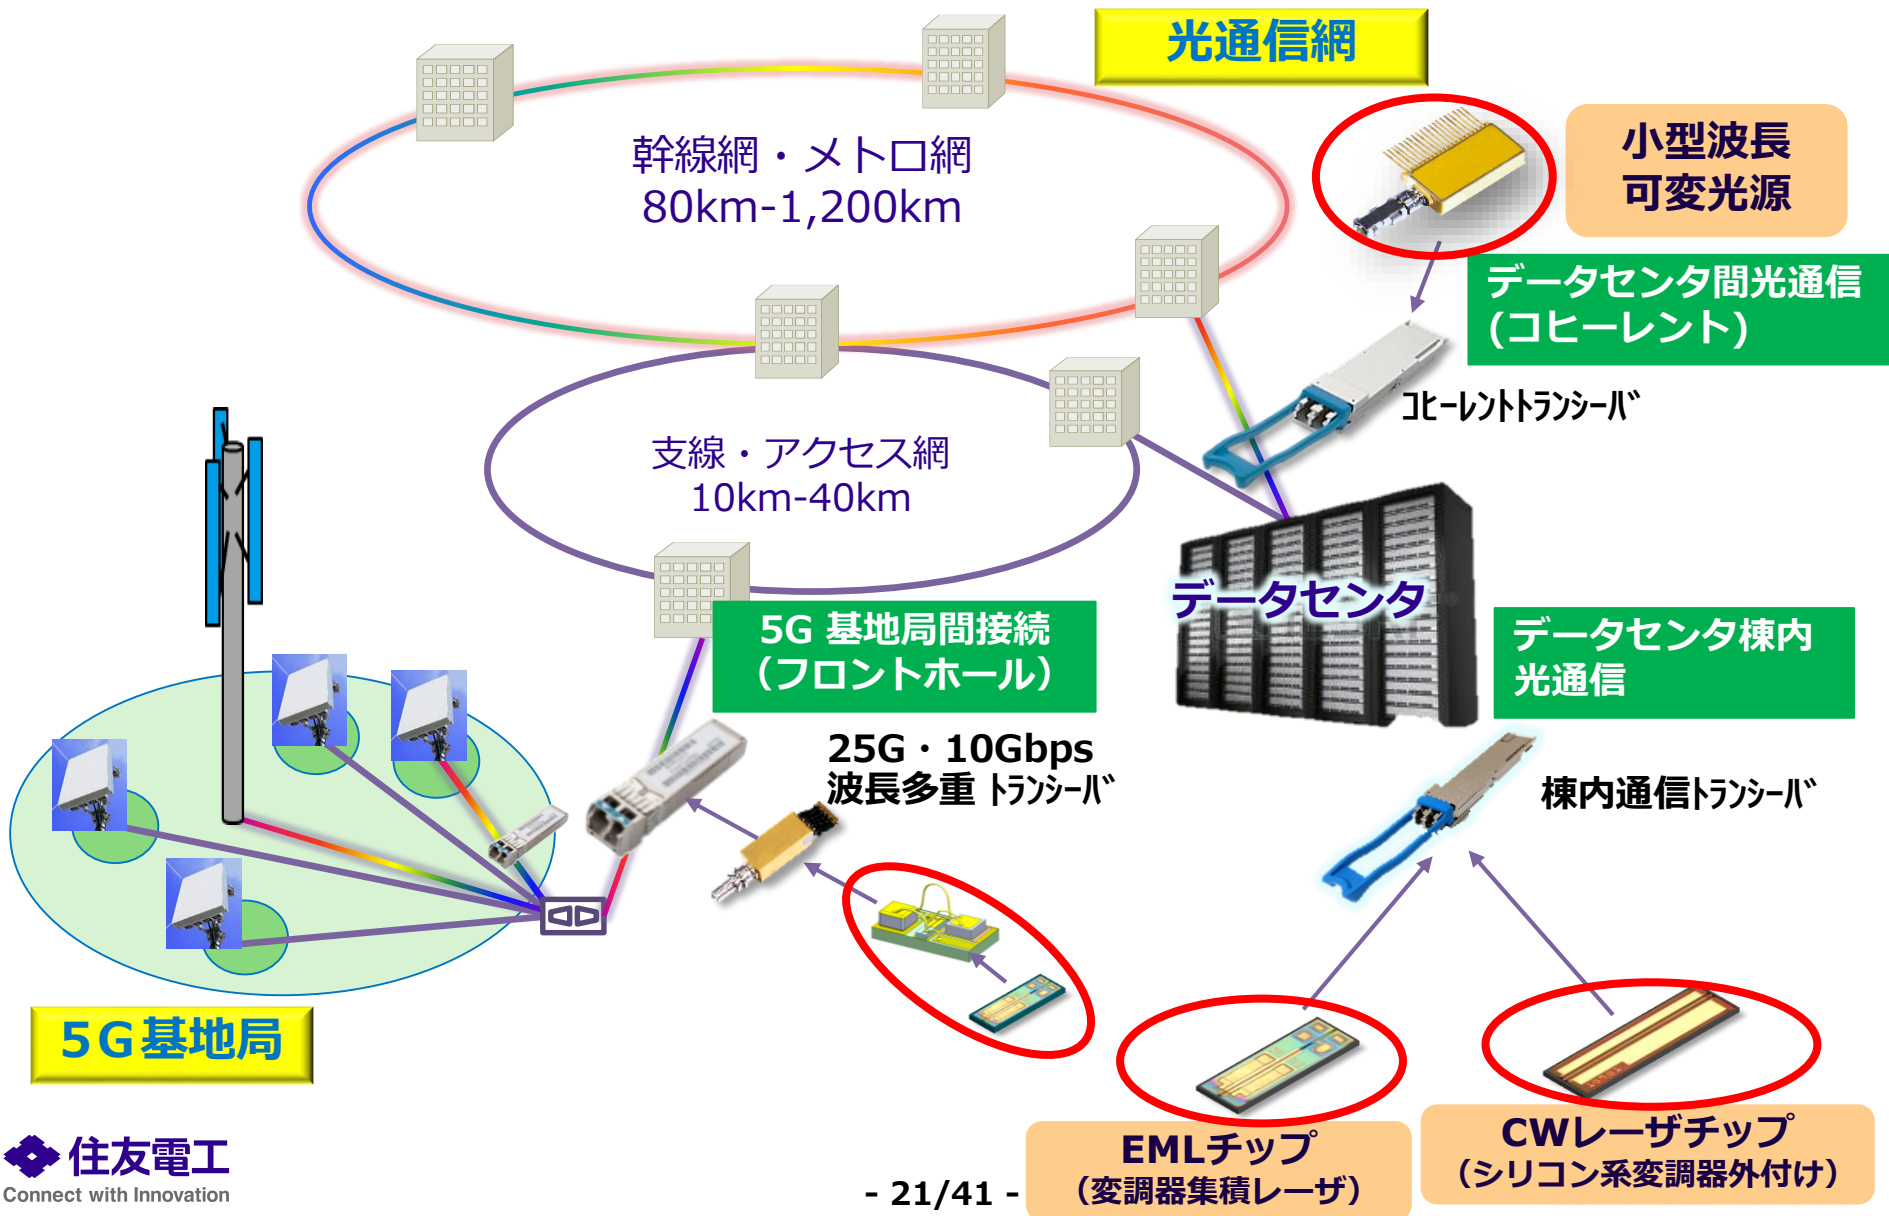 光通信網
幹線網・メトロ網
80km-1,200km
小型波長
可変光源
データセンタ間光通信
(コヒーレント)
ｺﾋｰﾚﾝﾄﾄﾗﾝｼｰﾊﾞ
支線・アクセス網
10km-40km
データセンタ
5G 基地局間接続
（フロントホール）
データセンタ棟内
光通信
25G・10Gbps
波長多重 ﾄﾗﾝｼｰﾊﾞ
棟内通信ﾄﾗﾝｼｰﾊﾞ
5G基地局
EMLチップ
（変調器集積レーザ）
CWレーザチップ
（シリコン系変調器外付け）
住友電工
Connect with Innovation
- 21/41 -